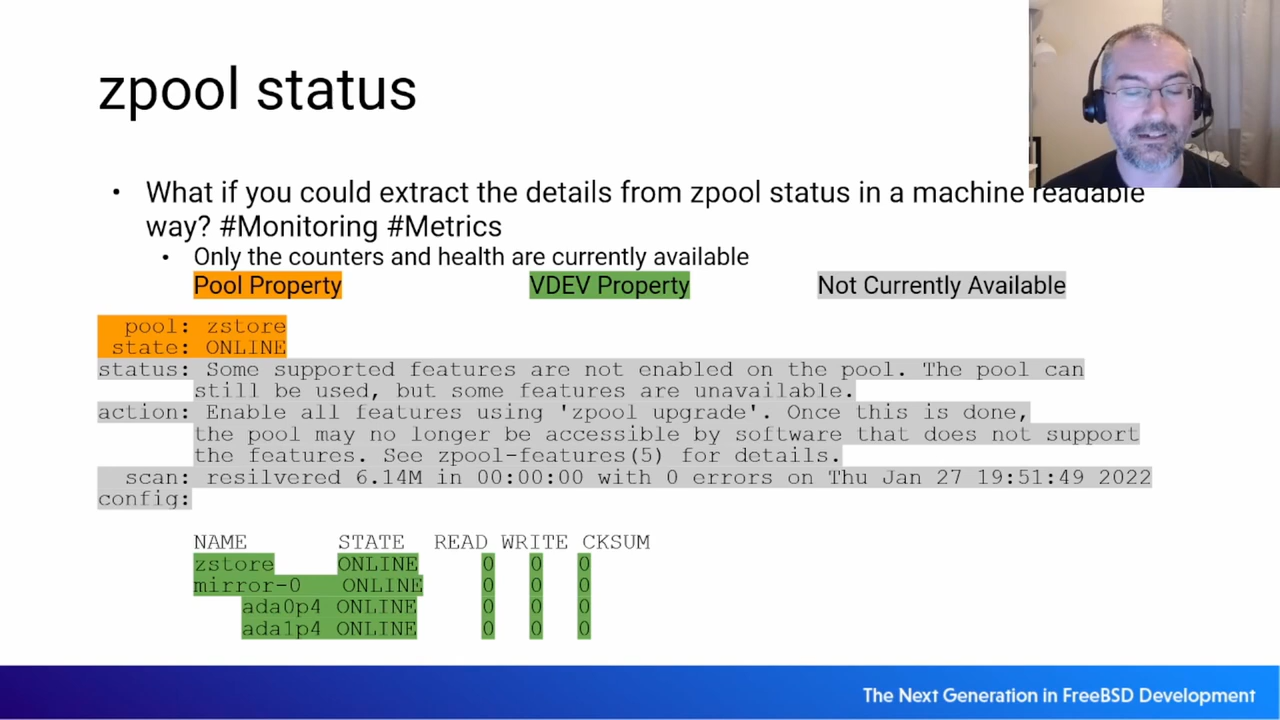 zpool status
• What if you could extract the details from zpool status in a machine readable
way? #Monitoring #Metrics
• Only the counters and health are currently available
Pool Property VDEV Property Not Currently Available
pool: zstore
state: ONLINE
status: Some supported features are not enabled on the pool. The pool can
still be used, but some features are unavailable.
action: Enable all features using 'zpool upgrade'. Once this is done,
the pool may no longer be accessible by software that does not support
the features. See zpool-features(5) for details.
scan: resilvered 6.14M in 00:00:00 with 0 errors on Thu Jan 27 19:51:49 2022
config:
NAME STATE READ WRITE CKSUM
zstore ONLINE 0 0 0
mirror-0 ONLINE 0 0 0
ada0p4 ONLINE 0 0 0
ada1p4 ONLINE 0 0 0
The Next Generation in FreeBSD Development